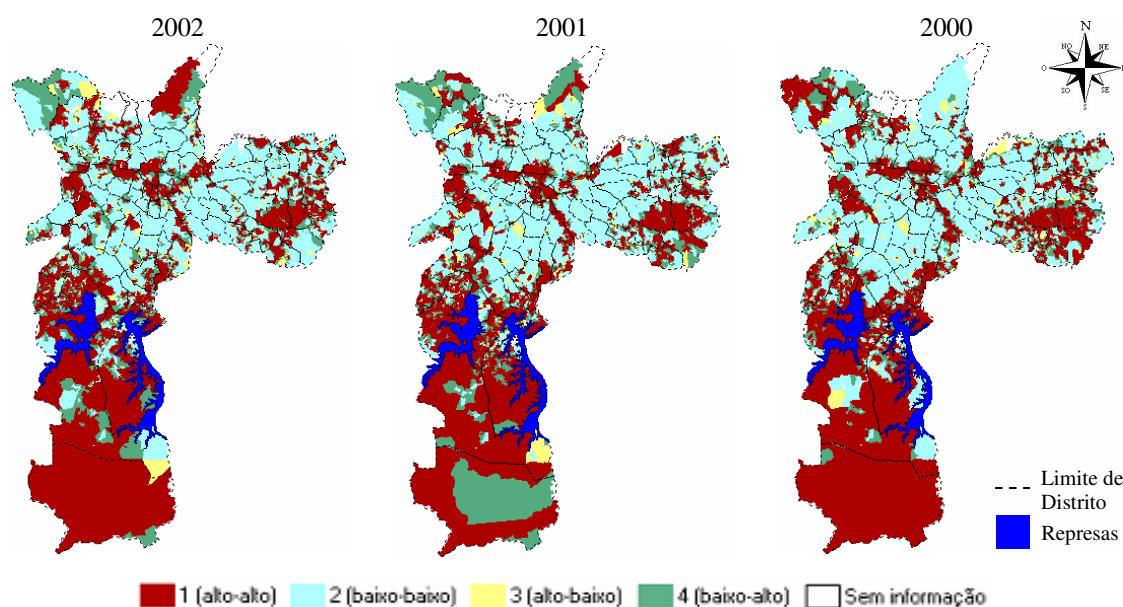 2002
2001
2000
N
NO
NE
O
E
SO
SE
S
Limite de
Distrito
Represas
1 (alto-alto)
2 (baixo-baixo)
3 (alto-baixo)
4 (baixo-alto)
Sem informação